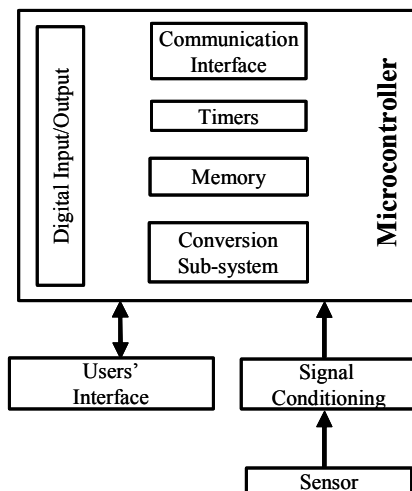 Digital Input/Output
Communication
Interface
Timers
Memory
Conversion
Sub-system
Microcontroller
Users'
Interface
Signal
Conditioning
Sensor